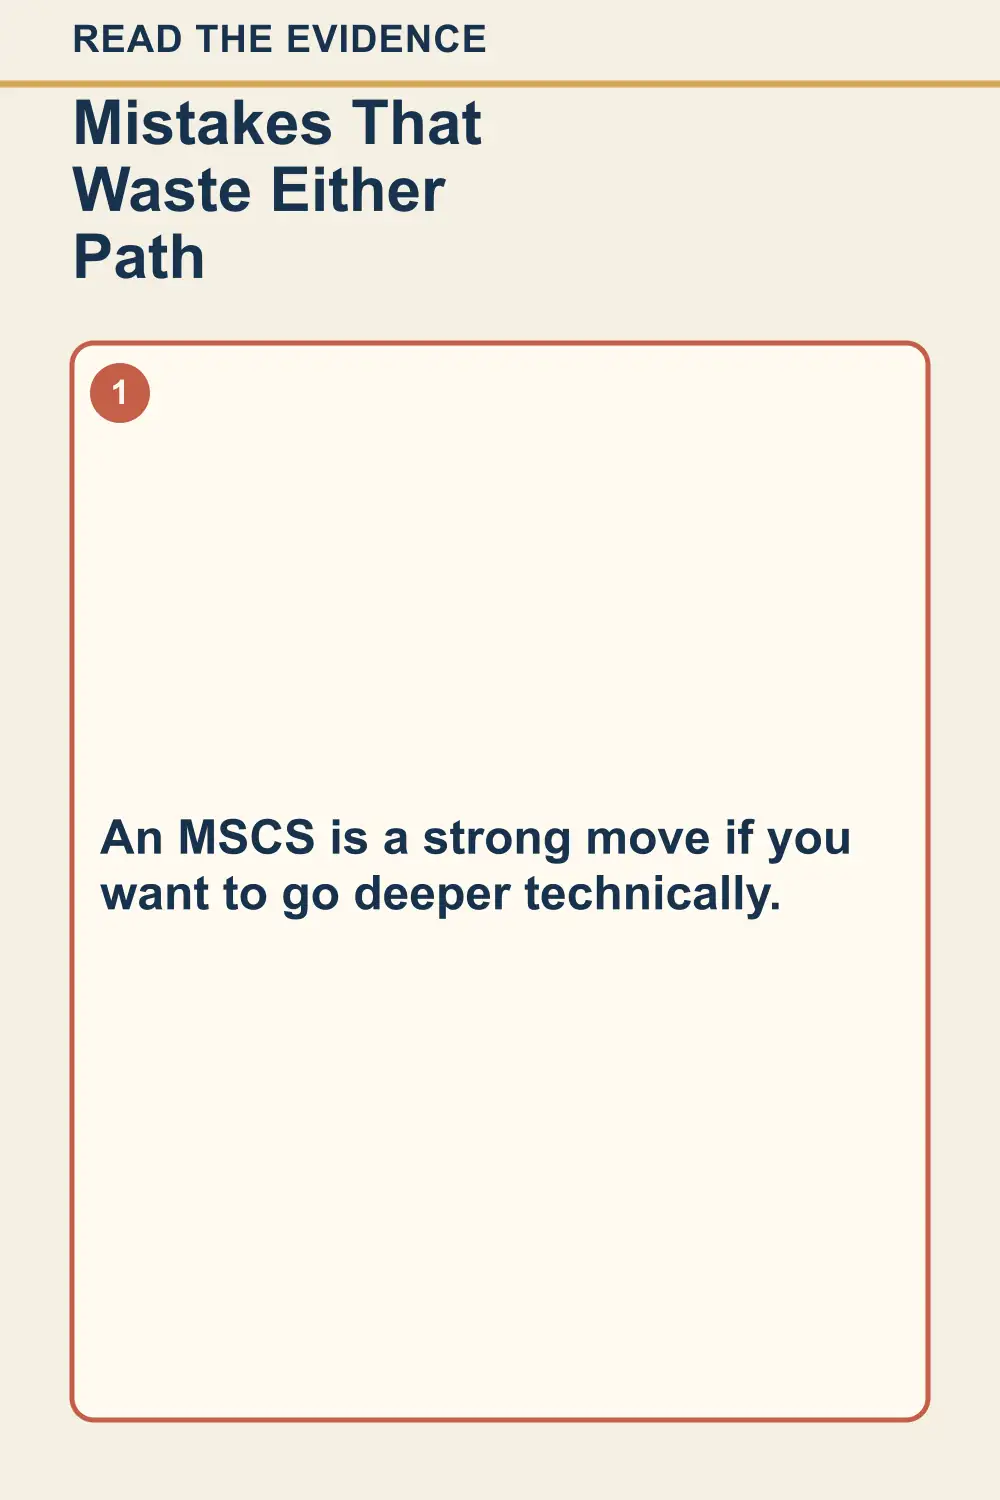 READ THE EVIDENCE
Mistakes That
Waste Either
Path
1
An MSCS is a strong move if you
want to go deeper technically.